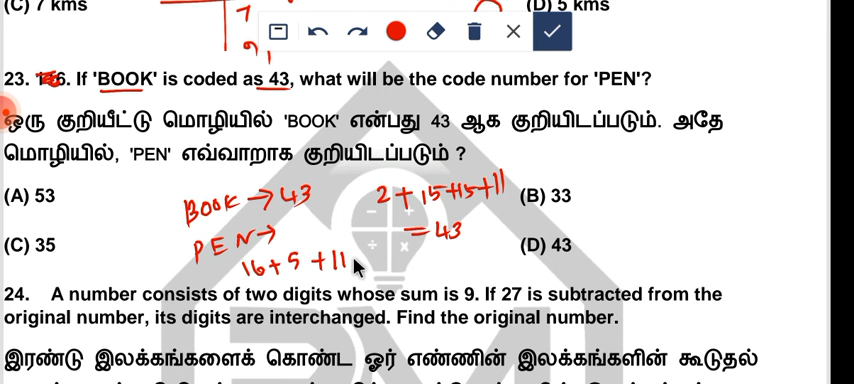 (C) 7 kms (D) 5 kms
7
9 1
23. 6. If 'BOOK' is coded as 43, what will be the code number for 'PEN'?
ஒரு குறியீட்டு மொழியில் 'BOOK' என்பது 43 ஆக குறியிடப்படும். அதே
மொழியில், 'PEN' எவ்வாறாக குறியிடப்படும் ?
(A) 53 (B) 33
BOOK → 43 2+15+15+11
(C) 35 (D) 43
PEN → = 43
16+5+11
24. A number consists of two digits whose sum is 9. If 27 is subtracted from the
original number, its digits are interchanged. Find the original number.
இரண்டு இலக்கங்களைக் கொண்ட ஓர் எண்ணின் இலக்கங்களின் கூடுதல்